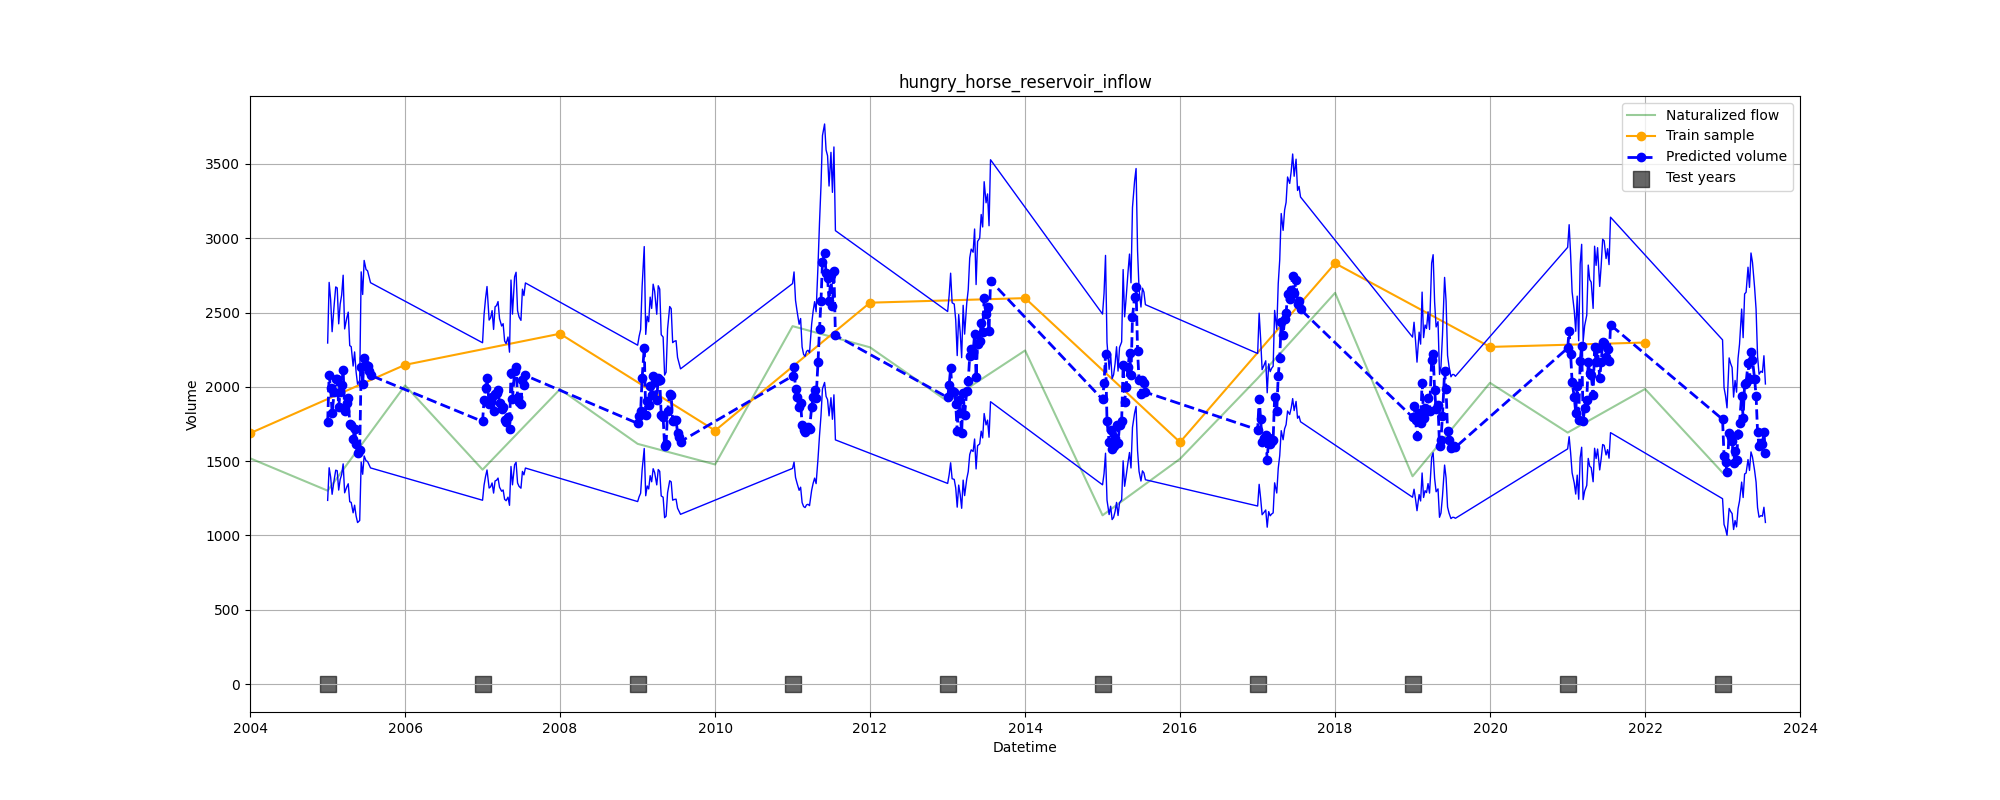 hungry_horse_reservoir_inflow
Naturalized flow
Train sample
Predicted volume
Test years
Volume
3500
3000
2500
2000
1500
1000
500
0
2004 2006 2008 2010 2012 2014 2016 2018 2020 2022 2024
Datetime